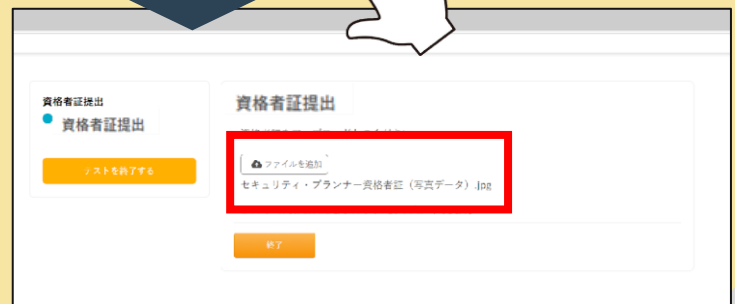 資格者証提出
資格者証提出
テストを終了する
資格者証提出
ファイルを追加
セキュリティ・プランナー資格者証（写真データ）.jpg
終了